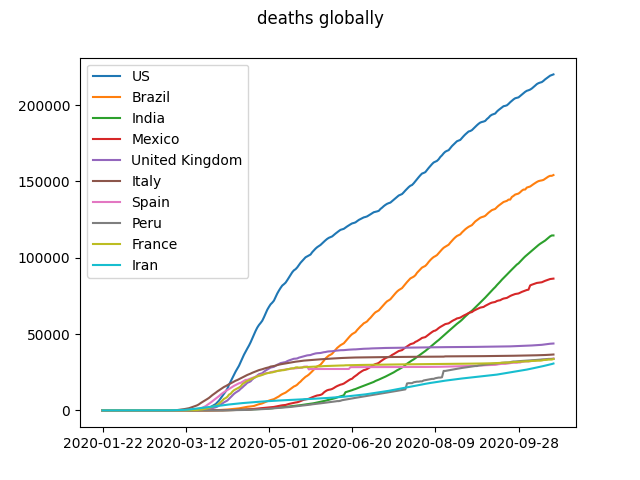 deaths globally
US
Brazil
India
Mexico
United Kingdom
Italy
Spain
Peru
France
Iran
200000
150000
100000
50000
0
2020-01-22 2020-03-12 2020-05-01 2020-06-20 2020-08-09 2020-09-28